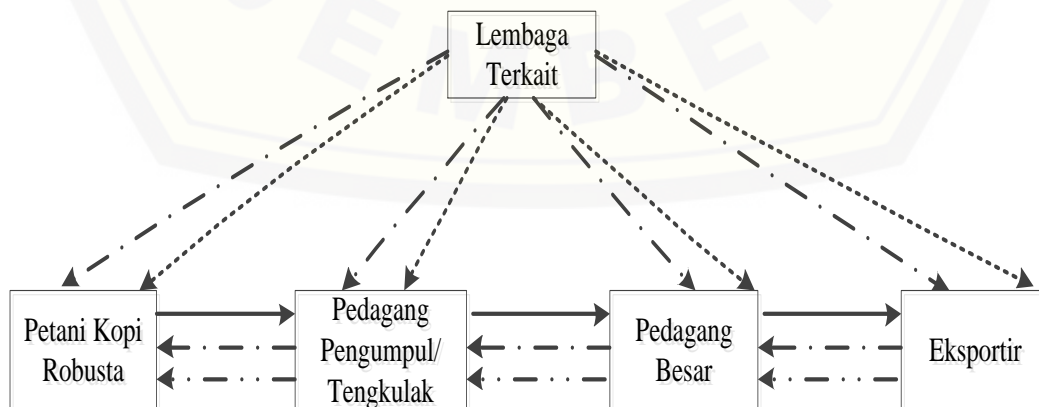 Lembaga
Terkait
Petani Kopi
Robusta
Pedagang
Pengumpul/
Tengkulak
Pedagang
Besar
Eksportir